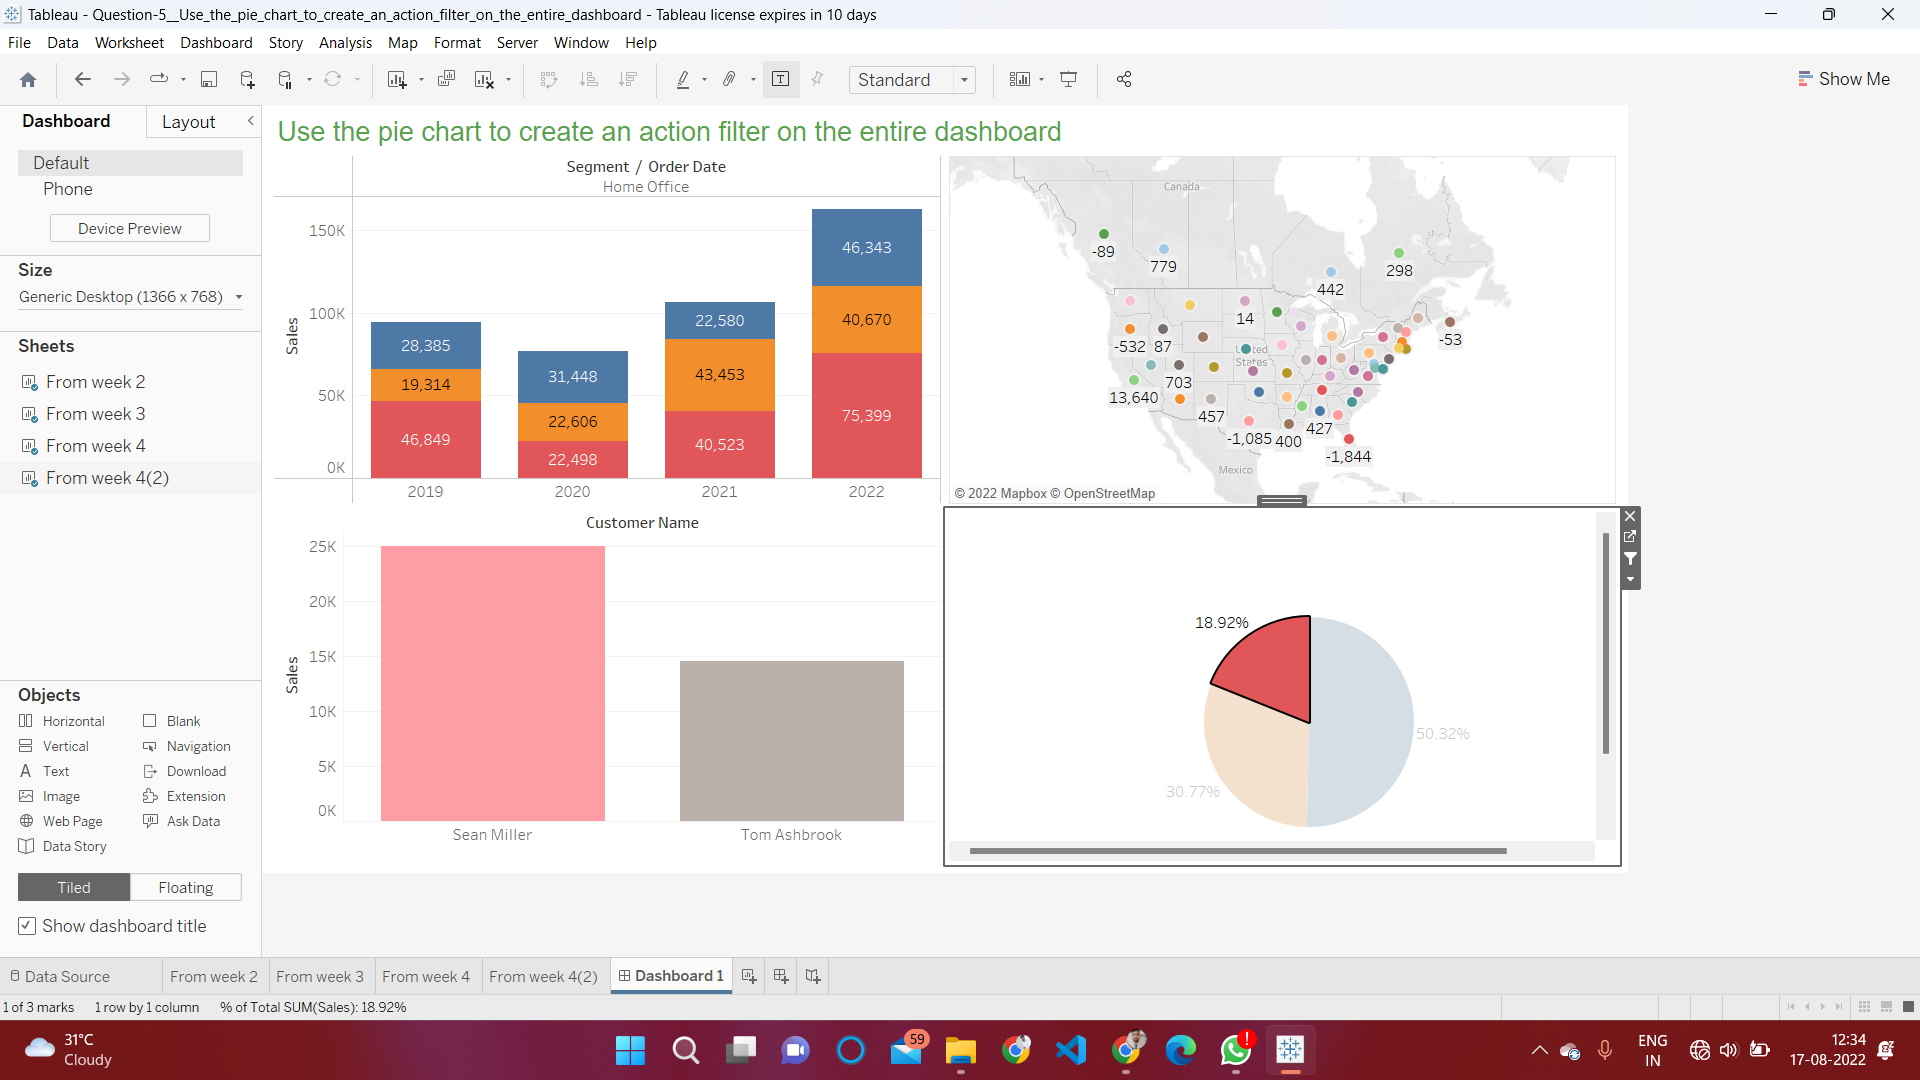 Tableau - Question-5__Use_the_pie_chart_to_create_an_action_filter_on_the_entire_dashboard - Tableau license expires in 10 days
File Data Worksheet Dashboard Story Analysis Map Format Server Window Help
Standard
Show Me
Dashboard Layout
Default
Phone
Device Preview
Size
Generic Desktop (1366 x 768)
Sheets
From week 2
From week 3
From week 4
From week 4(2)
Objects
Horizontal Blank
Vertical Navigation
Text Download
Image Extension
Web Page Ask Data
Data Story
Tiled Floating
Show dashboard title
Use the pie chart to create an action filter on the entire dashboard
Segment / Order Date
Home Office
Sales
150K
100K
50K
0K
28,385
19,314
46,849
31,448
22,606
22,498
22,580
43,453
40,523
46,343
40,670
75,399
2019 2020 2021 2022
Canada
-89
779
298
442
14
-53
-532 87
United
States
703
13,640
457
427
-1,085 400
-1,844
Mexico
© 2022 Mapbox © OpenStreetMap
Customer Name
Sales
25K
20K
15K
10K
5K
0K
Sean Miller Tom Ashbrook
18.92%
50.32%
30.77%
Data Source From week 2 From week 3 From week 4 From week 4(2) Dashboard 1
1 of 3 marks 1 row by 1 column % of Total SUM(Sales): 18.92%
31°C
Cloudy
59
ENG
IN
12:34
17-08-2022